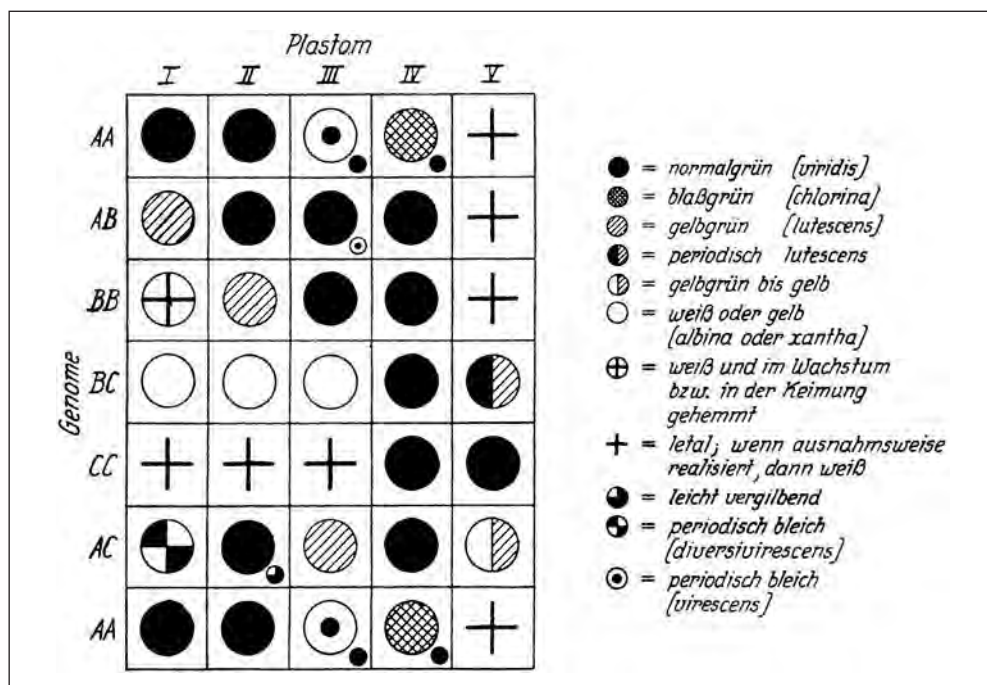 Plastom
I II III IV V
Genome
AA
AB
BB
BC
CC
AC
AA
= normalgrün [viridis]
= blaßgrün [chlorina]
= gelbgrün [lutescens]
= periodisch lutescens
= gelbgrün bis gelb
= weiß oder gelb
[albina oder xantha]
= weiß und im Wachstum
bzw. in der Keimung
gehemmt
= letal; wenn ausnahmsweise
realisiert, dann weiß
= leicht vergilbend
= periodisch bleich
[diversivirescens]
= periodisch bleich
[virescens]